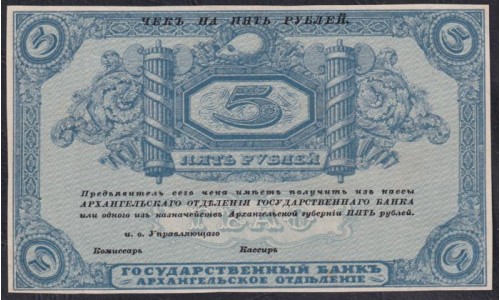 ЧЕКЪ НА ПЯТЬ РУБЛЕЙ.
5 5
5
ПЯТЬ РУБЛЕЙ
Предъявитель сего чека имѣетъ получить изъ кассы
АРХАНГЕЛЬСКАГО ОТДѢЛЕНІЯ ГОСУДАРСТВЕННАГО БАНКА
или одного изъ казначействъ Архангельской губерніи ПЯТЬ рублей.
и. о. Управляющаго
Комиссаръ Кассиръ
5 5
ГОСУДАРСТВЕННЫЙ БАНКЪ
АРХАНГЕЛЬСКОЕ ОТДѢЛЕНІЕ